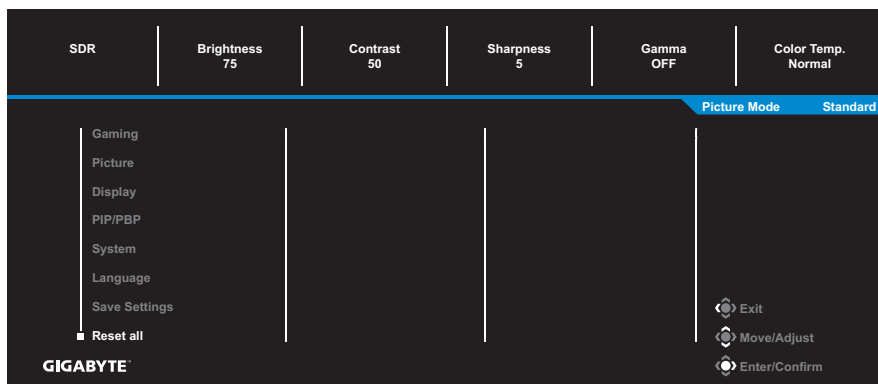 SDR
Brightness
75
Contrast
50
Sharpness
5
Gamma
OFF
Color Temp.
Normal
Picture Mode Standard
Gaming
Picture
Display
PIP/PBP
System
Language
Save Settings
Reset all
Exit
Move/Adjust
Enter/Confirm
GIGABYTE™